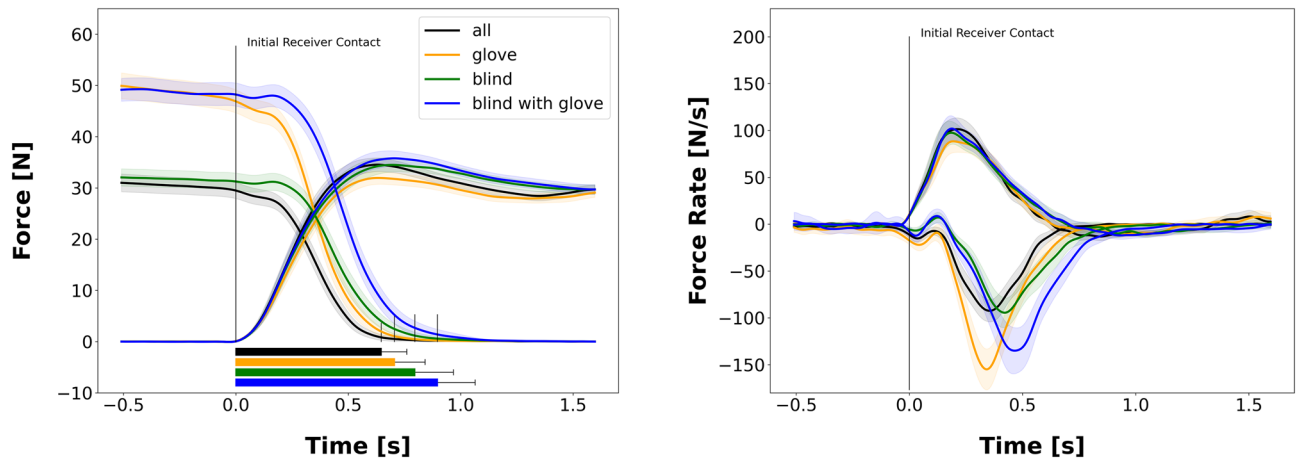 60
50
40
30
20
10
0
−10
Force [N]
Initial Receiver Contact
all
glove
blind
blind with glove
−0.5
0.0
0.5
1.0
1.5
Time [s]
200
150
100
50
0
−50
−100
−150
Force Rate [N/s]
Initial Receiver Contact
−0.5
0.0
0.5
1.0
1.5
Time [s]